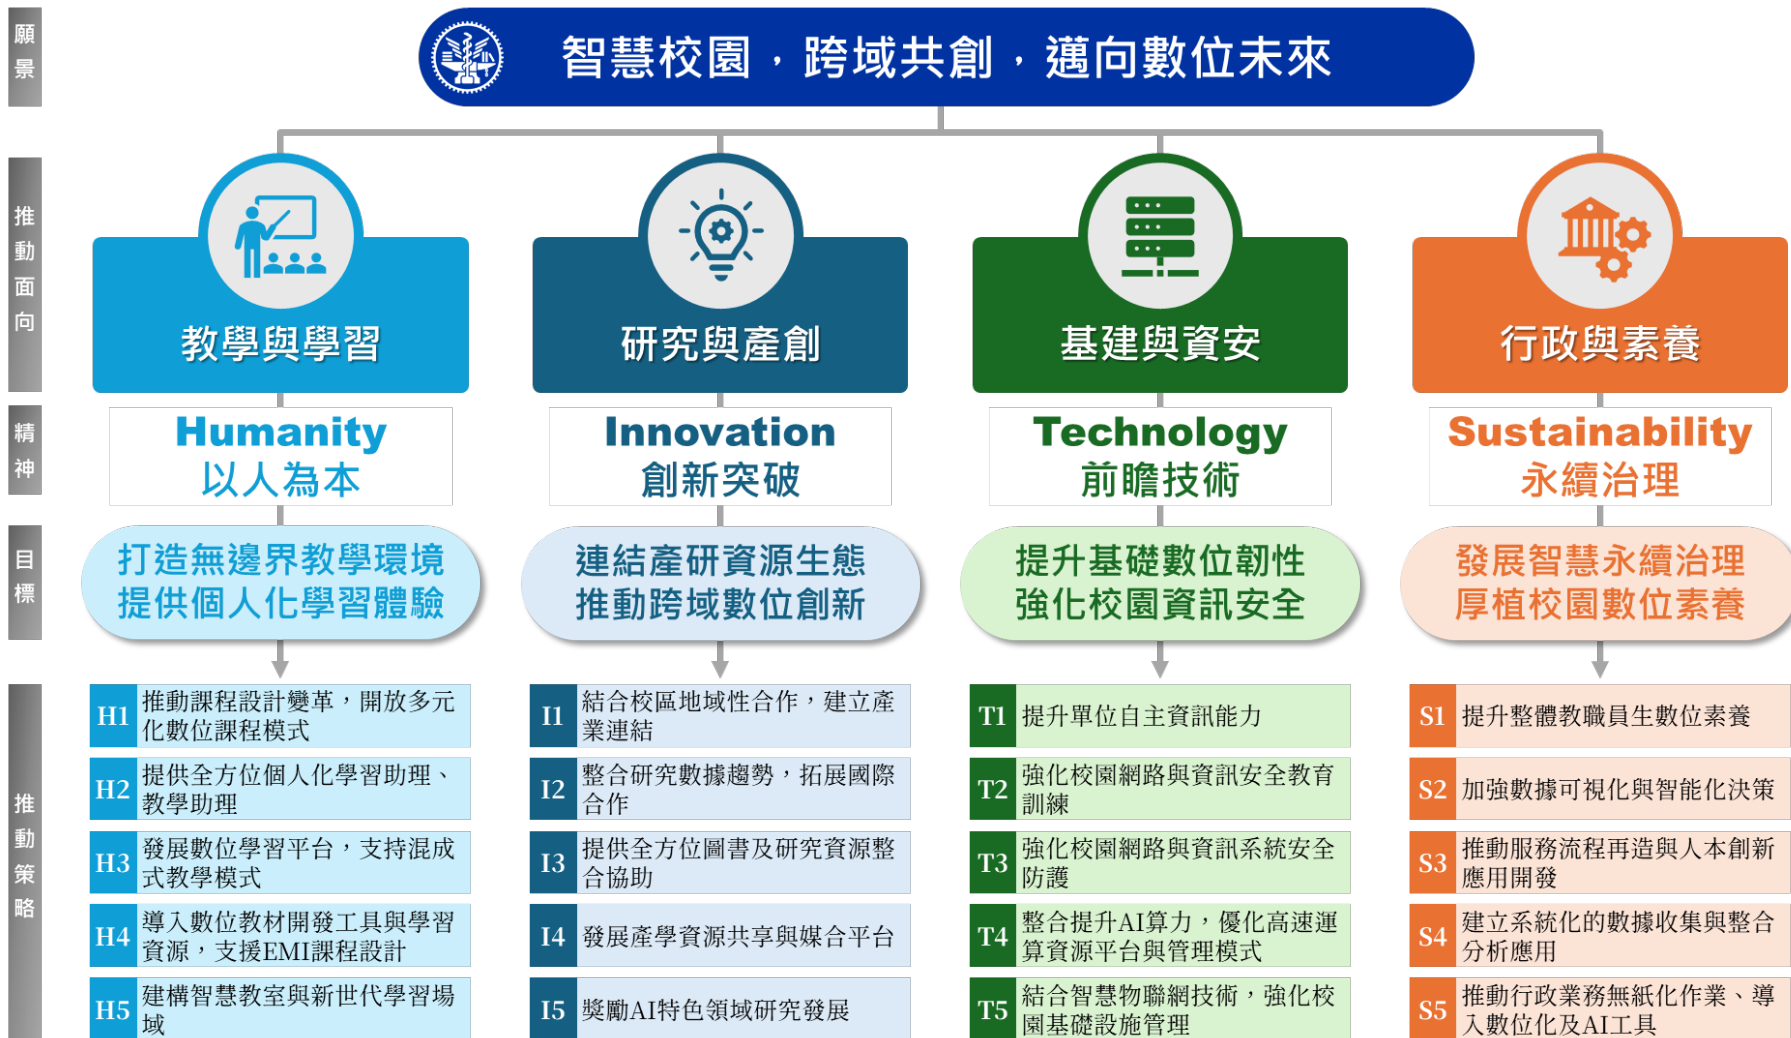 願景
智慧校園，跨域共創，邁向數位未來
推動面向
教學與學習
研究與產創
基建與資安
行政與素養
精神
Humanity
以人為本
Innovation
創新突破
Technology
前瞻技術
Sustainability
永續治理
目標
打造無邊界教學環境
提供個人化學習體驗
連結產研資源生態
推動跨域數位創新
提升基礎數位韌性
強化校園資訊安全
發展智慧永續治理
厚植校園數位素養
推動策略
H1
推動課程設計變革，開放多元
化數位課程模式
H2
提供全方位個人化學習助理、
教學助理
H3
發展數位學習平台，支持混成
式教學模式
H4
導入數位教材開發工具與學習
資源，支援EMI課程設計
H5
建構智慧教室與新世代學習場
域
I1
結合校區地域性合作，建立產
業連結
I2
整合研究數據趨勢，拓展國際
合作
I3
提供全方位圖書及研究資源整
合協助
I4
發展產學資源共享與媒合平台
I5
獎勵AI特色領域研究發展
T1
提升單位自主資訊能力
T2
強化校園網路與資訊安全教育
訓練
T3
強化校園網路與資訊系統安全
防護
T4
整合提升AI算力，優化高速運
算資源平台與管理模式
T5
結合智慧物聯網技術，強化校
園基礎設施管理
S1
提升整體教職員生數位素養
S2
加強數據可視化與智能化決策
S3
推動服務流程再造與人本創新
應用開發
S4
建立系統化的數據收集與整合
分析應用
S5
推動行政業務無紙化作業、導
入數位化及AI工具